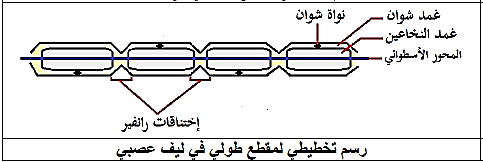 غمد شوان
نواة شوان
غمد النخاعين
المحور الأسطواني
إختناقات رانفير
رسم تخطيطي لمقطع طولي في ليف عصبي